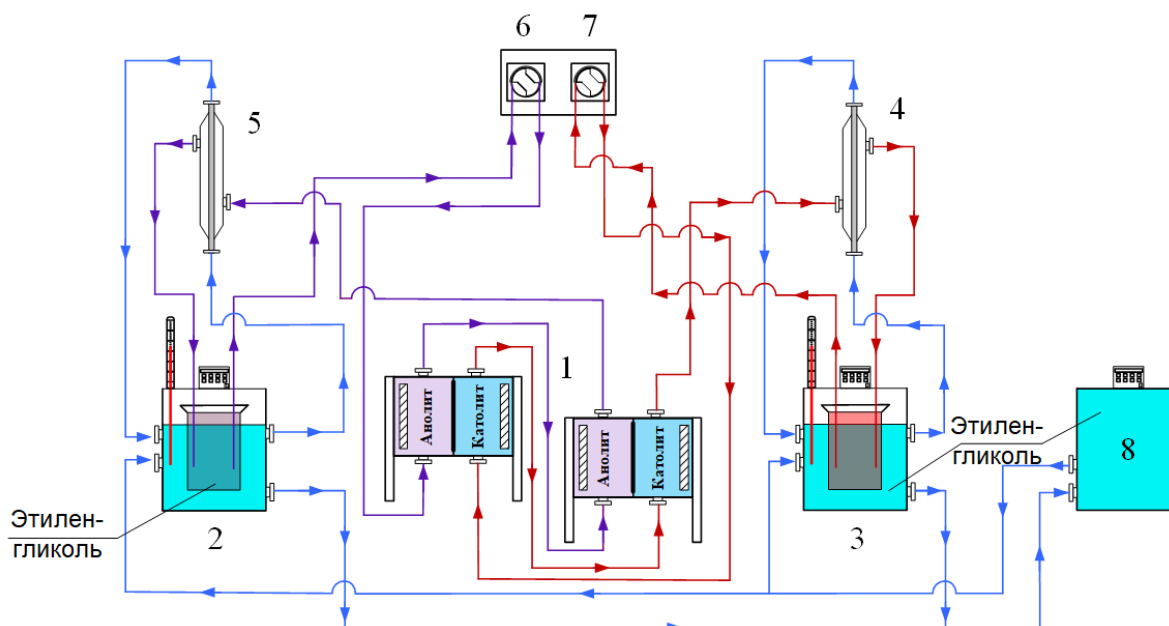 6 7
5
4
1
Анолит
Католит
Анолит
Католит
Этилен-
гликоль
8
Этилен-
гликоль
2
3